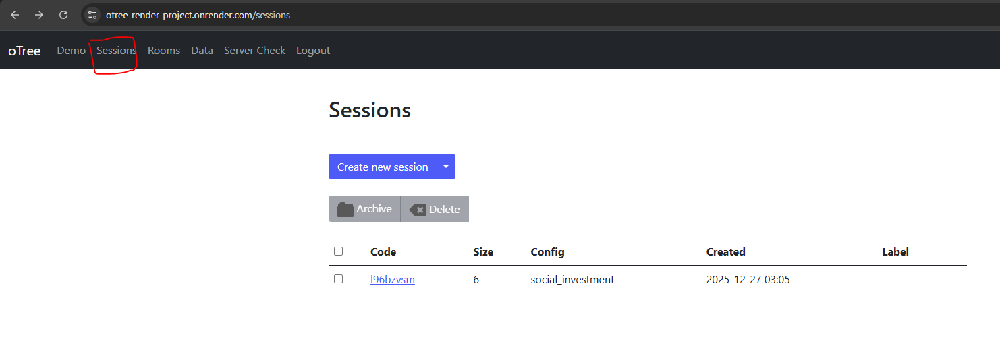 otree-render-project.onrender.com/sessions
oTree Demo Sessions Rooms Data Server Check Logout
Sessions
Create new session
Archive Delete
Code Size Config Created Label
l96bzvsm 6 social_investment 2025-12-27 03:05